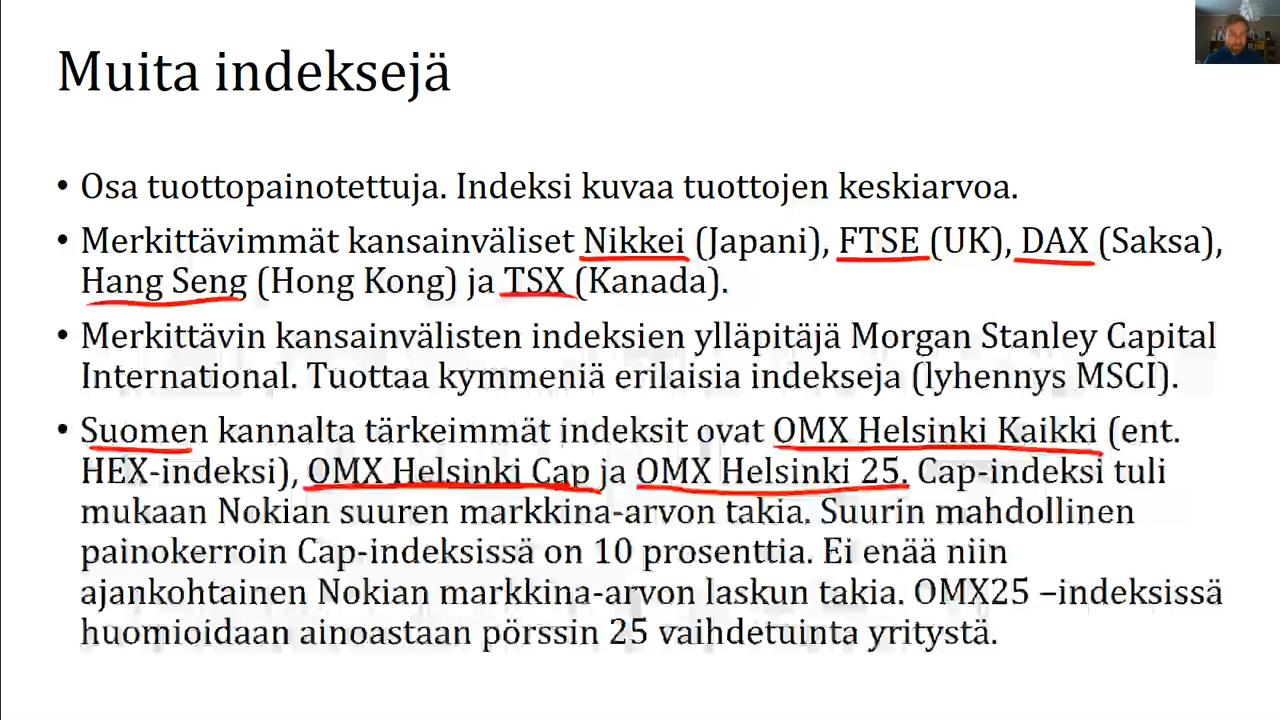 Muita indeksejä
• Osa tuottopainotettuja. Indeksi kuvaa tuottojen keskiarvoa.
• Merkittävimmät kansainväliset Nikkei (Japani), FTSE (UK), DAX (Saksa),
Hang Seng (Hong Kong) ja TSX (Kanada).
• Merkittävin kansainvälisten indeksien ylläpitäjä Morgan Stanley Capital
International. Tuottaa kymmeniä erilaisia indekseja (lyhennys MSCI).
• Suomen kannalta tärkeimmät indeksit ovat OMX Helsinki Kaikki (ent.
HEX-indeksi), OMX Helsinki Cap ja OMX Helsinki 25. Cap-indeksi tuli
mukaan Nokian suuren markkina-arvon takia. Suurin mahdollinen
painokerroin Cap-indeksissä on 10 prosenttia. Ei enää niin
ajankohtainen Nokian markkina-arvon laskun takia. OMX25 –indeksissä
huomioidaan ainoastaan pörssin 25 vaihdetuinta yritystä.